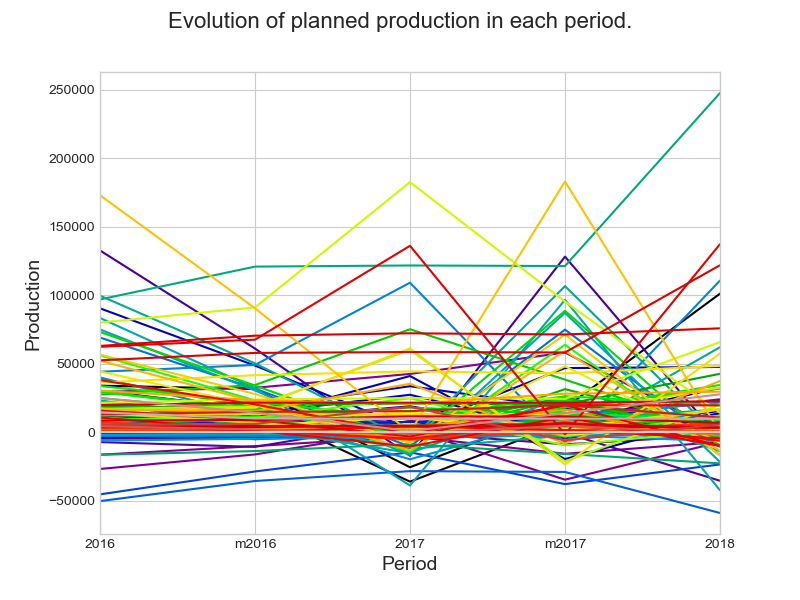 Evolution of planned production in each period.
250000
200000
150000
100000
50000
0
−50000
Production
2016 m2016 2017 m2017 2018
Period